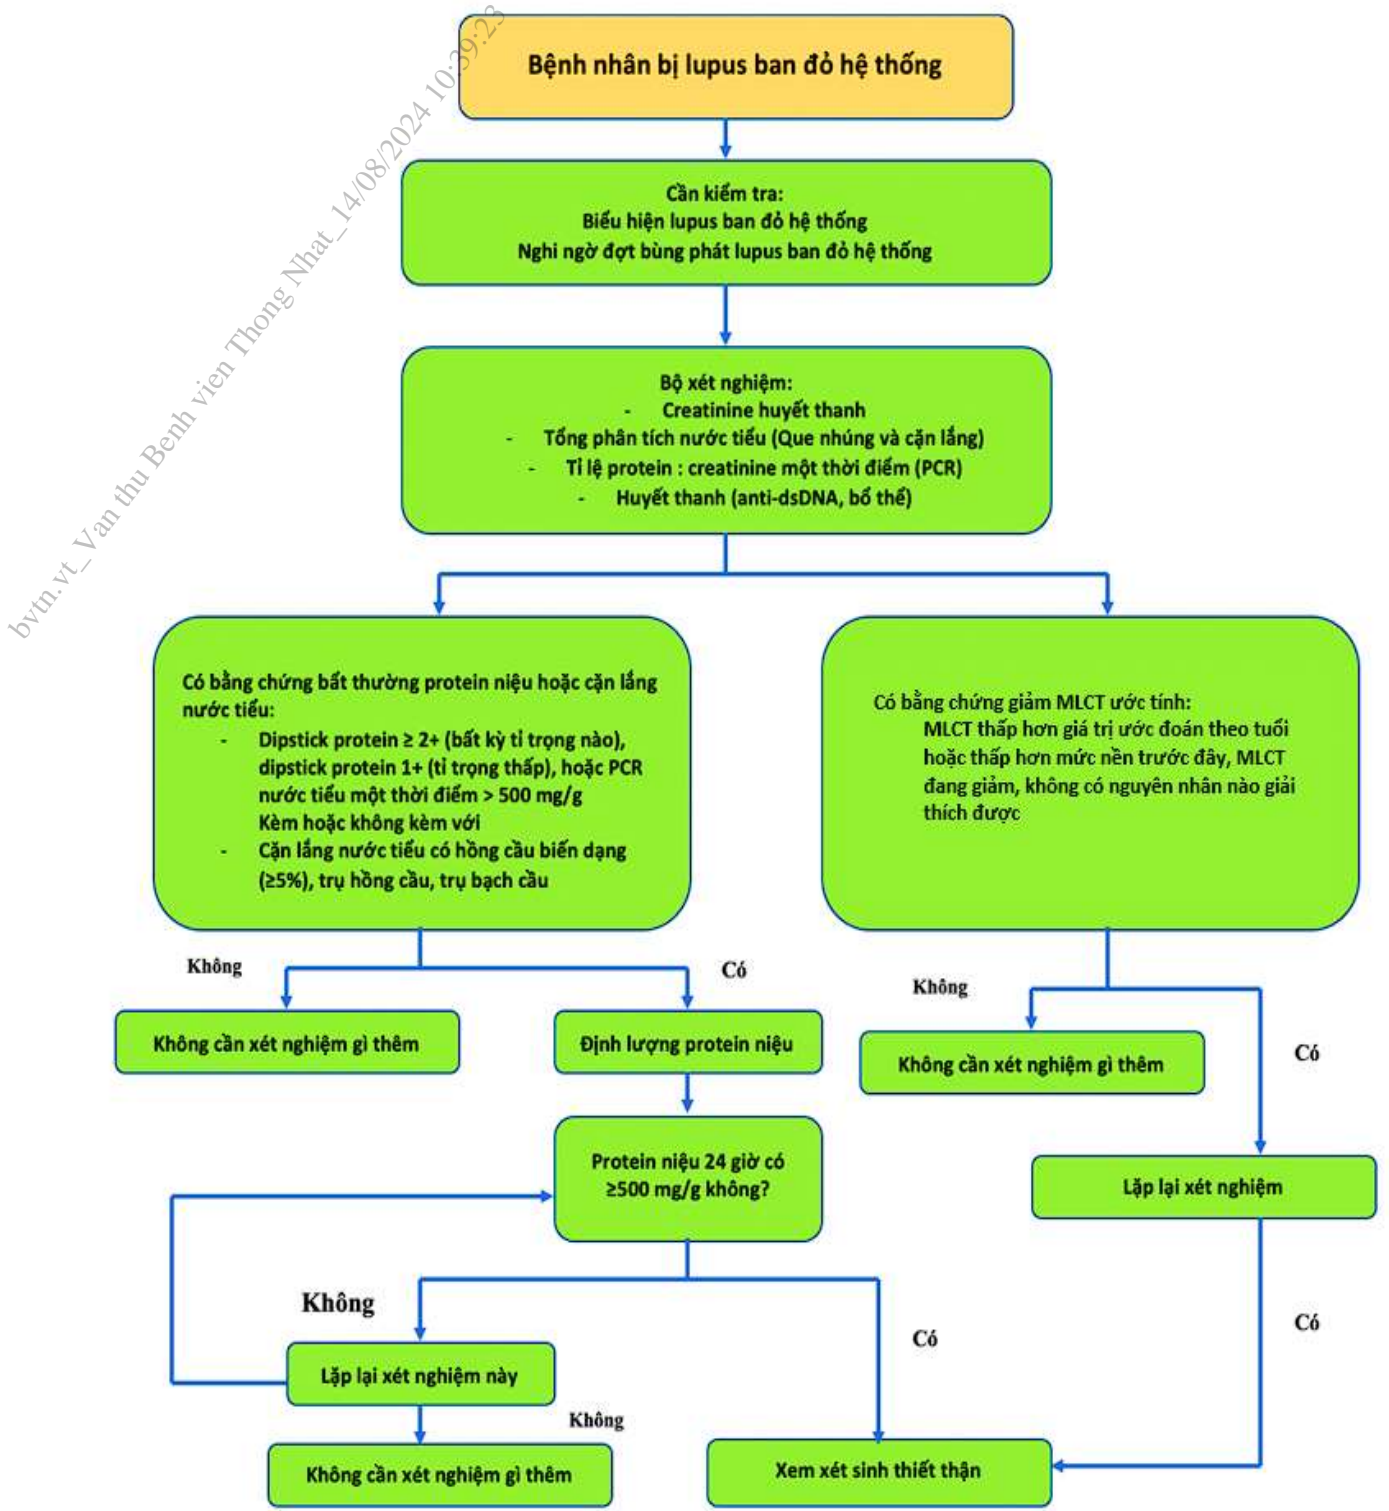 bvtn.vt_Van thu Benh vien Thong Nhat_14/08/2024 10:39:23
Bệnh nhân bị lupus ban đỏ hệ thống
Cần kiểm tra:
Biểu hiện lupus ban đỏ hệ thống
Nghi ngờ đợt bùng phát lupus ban đỏ hệ thống
Bộ xét nghiệm:
- Creatinine huyết thanh
- Tổng phân tích nước tiểu (Que nhúng và cặn lắng)
- Tỉ lệ protein : creatinine một thời điểm (PCR)
- Huyết thanh (anti-dsDNA, bổ thể)
Có bằng chứng bất thường protein niệu hoặc cặn lắng
nước tiểu:
- Dipstick protein ≥ 2+ (bất kỳ tỉ trọng nào),
dipstick protein 1+ (tỉ trọng thấp), hoặc PCR
nước tiểu một thời điểm > 500 mg/g
Kèm hoặc không kèm với
- Cặn lắng nước tiểu có hồng cầu biến dạng
(≥5%), trụ hồng cầu, trụ bạch cầu
Có bằng chứng giảm MLCT ước tính:
MLCT thấp hơn giá trị ước đoán theo tuổi
hoặc thấp hơn mức nền trước đây, MLCT
đang giảm, không có nguyên nhân nào giải
thích được
Không
Có
Không
Không cần xét nghiệm gì thêm
Định lượng protein niệu
Không cần xét nghiệm gì thêm
Có
Protein niệu 24 giờ có
≥500 mg/g không?
Lặp lại xét nghiệm
Không
Có
Có
Lặp lại xét nghiệm này
Không
Không cần xét nghiệm gì thêm
Xem xét sinh thiết thận